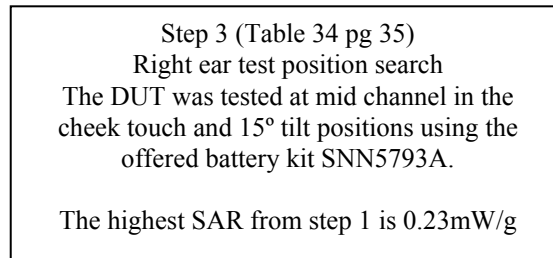 Step 3 (Table 34 pg 35)
Right ear test position search
The DUT was tested at mid channel in the
cheek touch and 15º tilt positions using the
offered battery kit SNN5793A.
The highest SAR from step 1 is 0.23mW/g